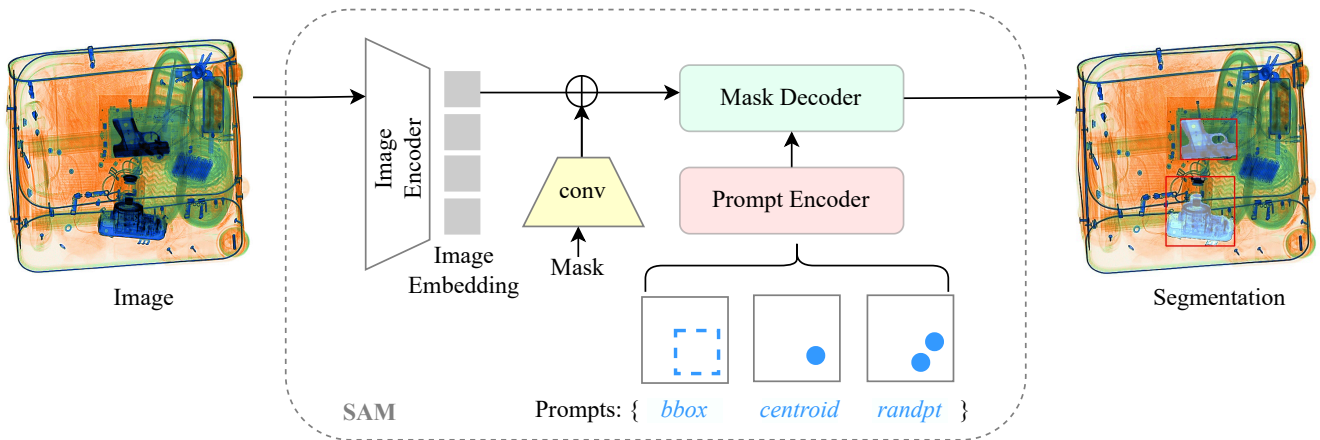 Image
Image
Encoder
Image
Embedding
conv
Mask
Mask Decoder
Prompt Encoder
Prompts: { bbox centroid randpt }
SAM
Segmentation